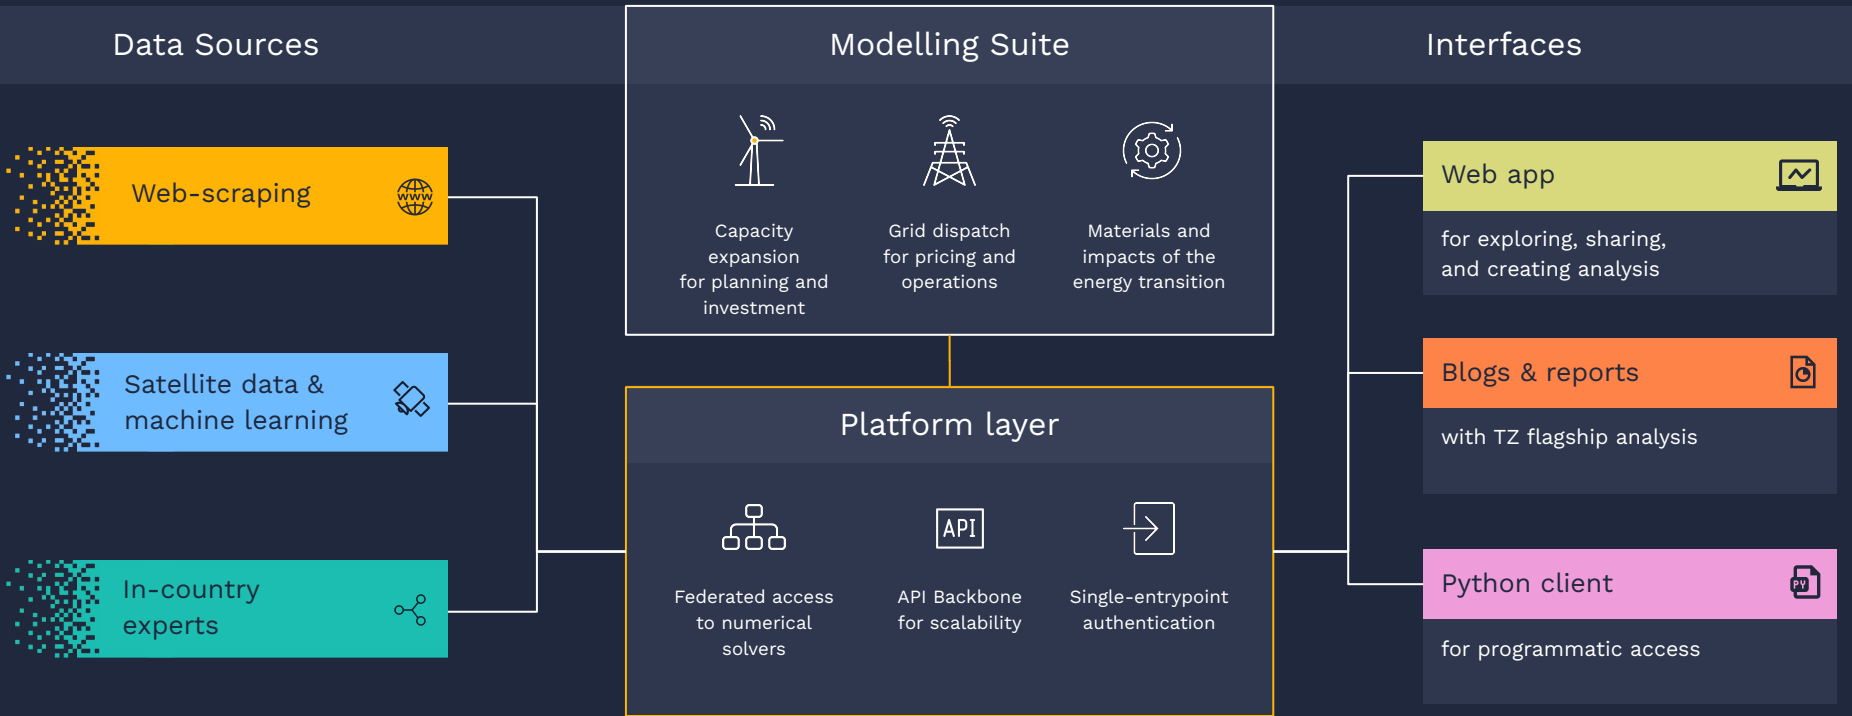 Data Sources
Web-scraping
WWW
Satellite data &
machine learning
In-country
experts
Modelling Suite
Capacity
expansion
for planning and
investment
Grid dispatch
for pricing and
operations
Materials and
impacts of the
energy transition
Platform layer
Federated access
to numerical
solvers
API
API Backbone
for scalability
Single-entrypoint
authentication
Interfaces
Web app
for exploring, sharing,
and creating analysis
Blogs & reports
with TZ flagship analysis
Python client
PY
for programmatic access